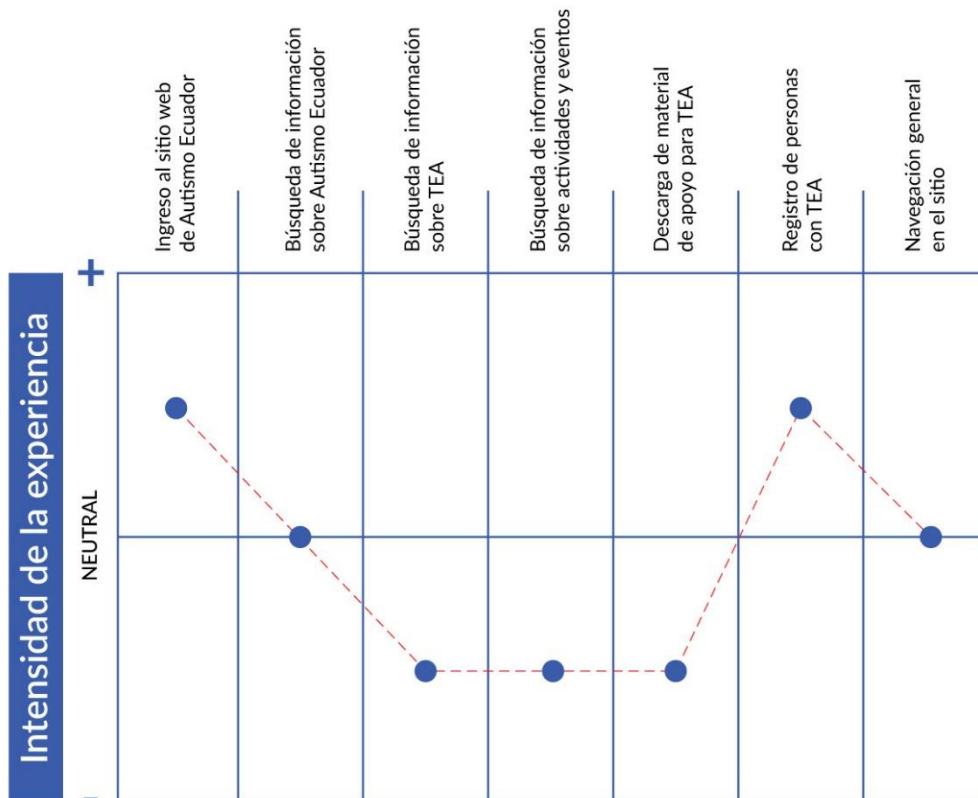 Ingreso al sitio web
de Autismo Ecuador
Búsqueda de información
sobre Autismo Ecuador
Búsqueda de información
sobre TEA
Búsqueda de información
sobre actividades y eventos
Descarga de material
de apoyo para TEA
Registro de personas
con TEA
Navegación general
en el sitio
+
Intensidad de la experiencia
NEUTRAL